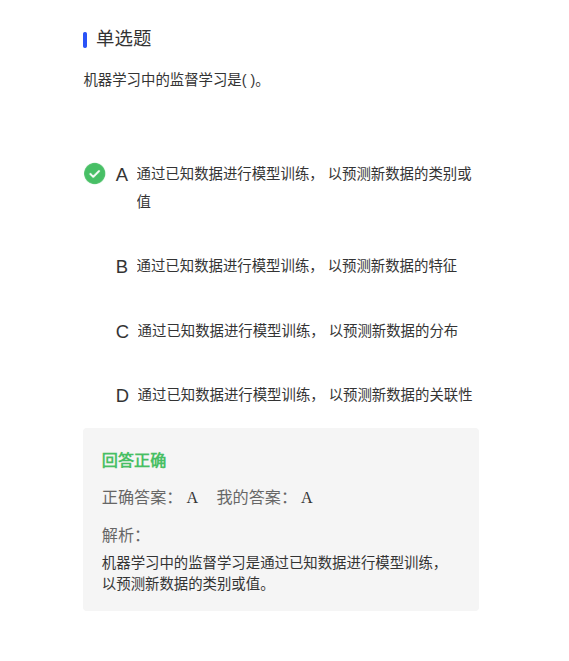 单选题
机器学习中的监督学习是( )。
A 通过已知数据进行模型训练， 以预测新数据的类别或
值
B 通过已知数据进行模型训练， 以预测新数据的特征
C 通过已知数据进行模型训练， 以预测新数据的分布
D 通过已知数据进行模型训练， 以预测新数据的关联性
回答正确
正确答案： A 我的答案： A
解析：
机器学习中的监督学习是通过已知数据进行模型训练，
以预测新数据的类别或值。